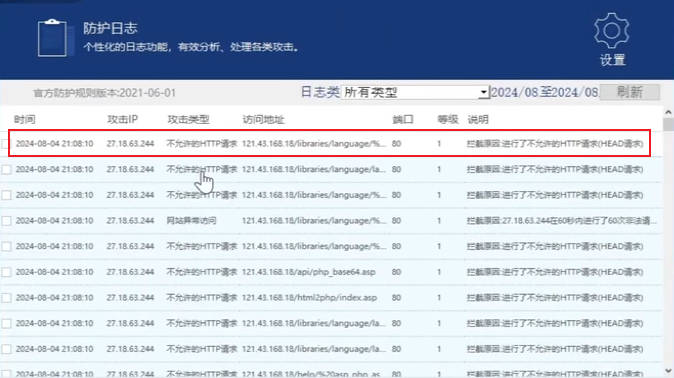 防护日志
个性化的日志功能，有效分析、处理各类攻击。
设置
官方防护规则版本:2021-06-01
日志类 所有类型 2024/08 至 2024/08 刷新
时间 攻击IP 攻击类型 访问地址 端口 等级 说明
2024-08-04 21:08:10 27.18.63.244 不允许的HTTP请求 121.43.168.18/libraries/language/%... 80 1 拦截原因:进行了不允许的HTTP请求(HEAD请求)
2024-08-04 21:08:10 27.18.63.244 不允许的HTTP请求 121.43.168.18/libraries/language/la... 80 1 拦截原因:进行了不允许的HTTP请求(HEAD请求)
2024-08-04 21:08:10 27.18.63.244 不允许的HTTP请求 121.43.168.18/libraries/language/%... 80 1 拦截原因:进行了不允许的HTTP请求(HEAD请求)
2024-08-04 21:08:10 27.18.63.244 网站异常访问 121.43.168.18/libraries/language/%... 80 1 拦截原因:27.18.63.244在60秒内进行了60次非法请...
2024-08-04 21:08:10 27.18.63.244 不允许的HTTP请求 121.43.168.18/libraries/language/%... 80 1 拦截原因:进行了不允许的HTTP请求(HEAD请求)
2024-08-04 21:08:10 27.18.63.244 不允许的HTTP请求 121.43.168.18/api/php_base64.asp 80 1 拦截原因:进行了不允许的HTTP请求(HEAD请求)
2024-08-04 21:08:10 27.18.63.244 不允许的HTTP请求 121.43.168.18/html2php/index.asp 80 1 拦截原因:进行了不允许的HTTP请求(HEAD请求)
2024-08-04 21:08:10 27.18.63.244 不允许的HTTP请求 121.43.168.18/libraries/language/la... 80 1 拦截原因:进行了不允许的HTTP请求(HEAD请求)
2024-08-04 21:08:10 27.18.63.244 不允许的HTTP请求 121.43.168.18/libraries/language/la... 80 1 拦截原因:进行了不允许的HTTP请求(HEAD请求)
2024-08-04 21:08:10 27.18.63.244 不允许的HTTP请求 121.43.168.18/help/%20asp_php_as... 80 1 拦截原因:进行了不允许的HTTP请求(HEAD请求)